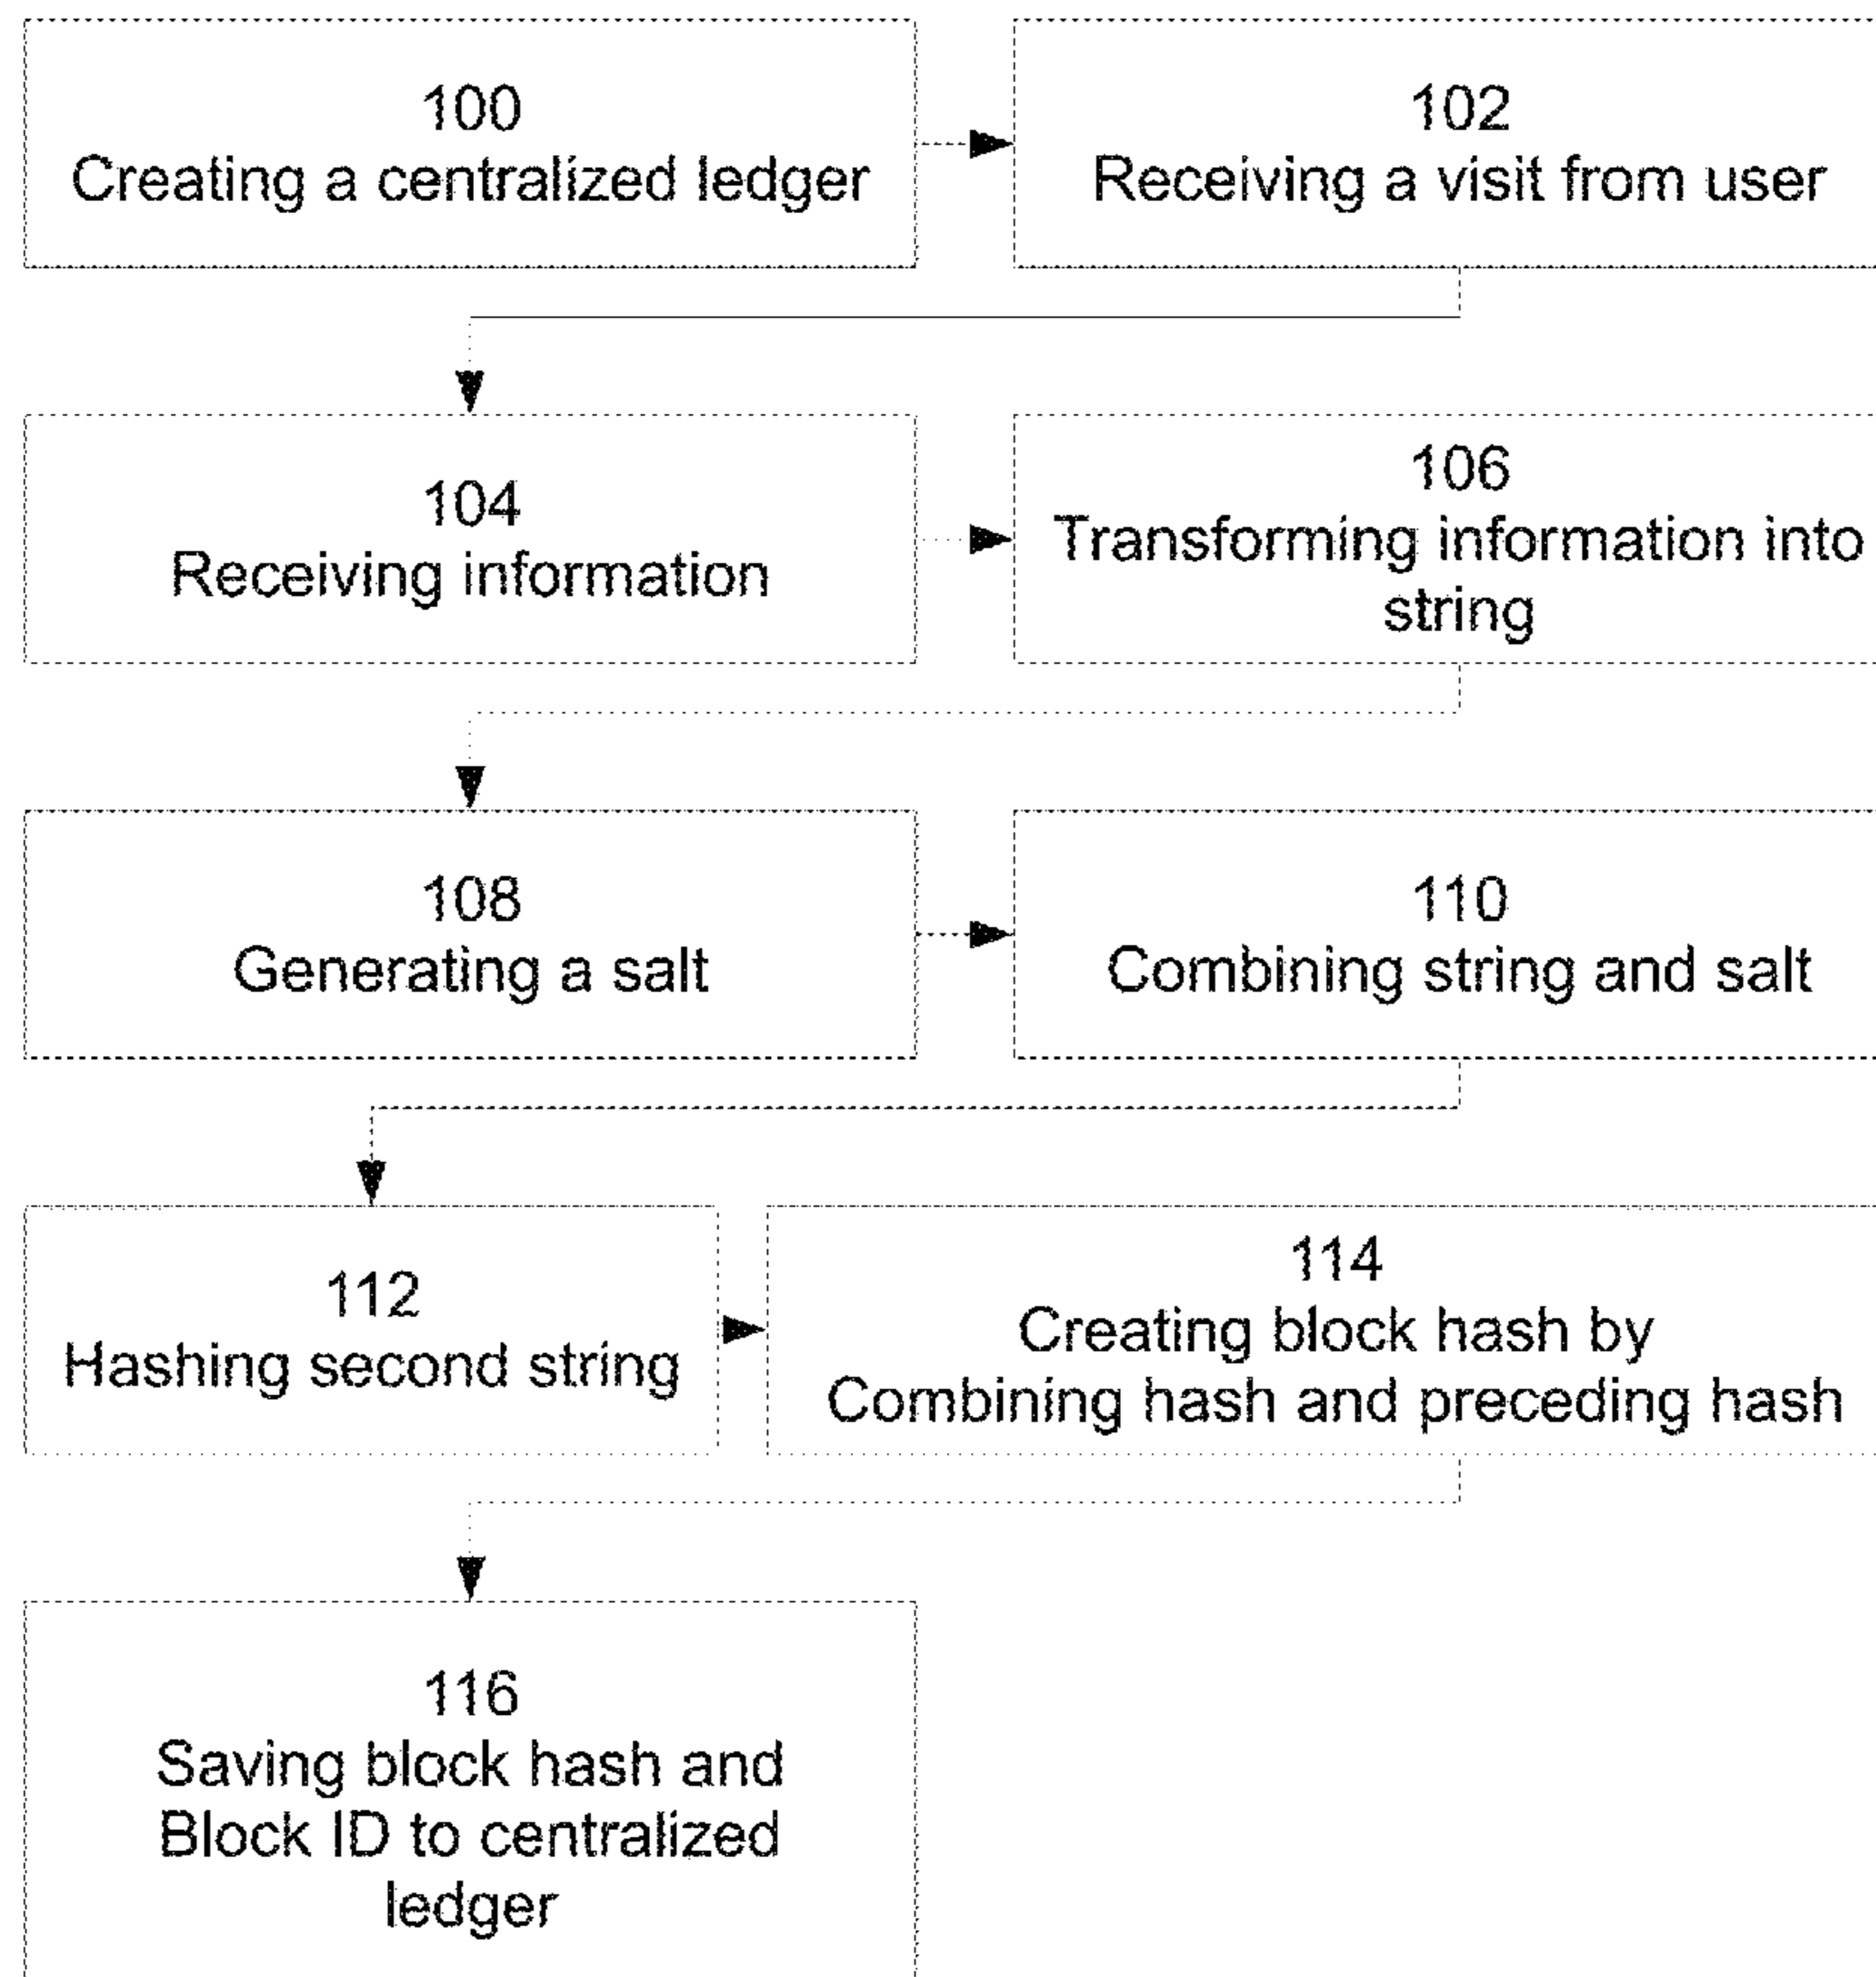 100
Creating a centralized ledger
102
Receiving a visit from user
104
Receiving information
106
Transforming information into
string
108
Generating a salt
110
Combining string and salt
112
Hashing second string
114
Creating block hash by
Combining hash and preceding hash
116
Saving block hash and
Block ID to centralized
ledger